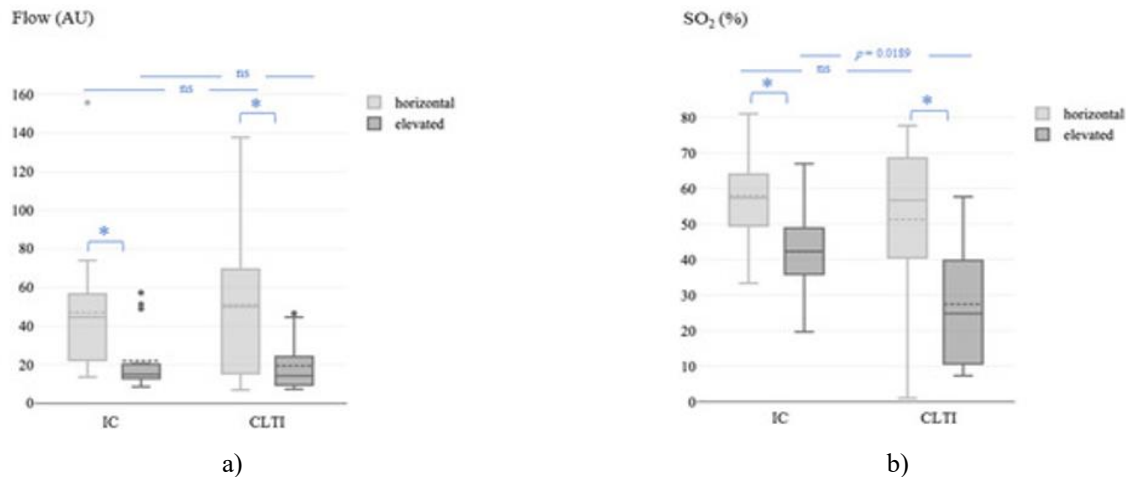 Flow (AU)
ns
ns
*
*
160
140
120
100
80
60
40
20
0
IC
CLTI
horizontal
elevated
a)
SO₂ (%)
p = 0.0189
ns
*
*
80
70
60
50
40
30
20
10
0
IC
CLTI
horizontal
elevated
b)